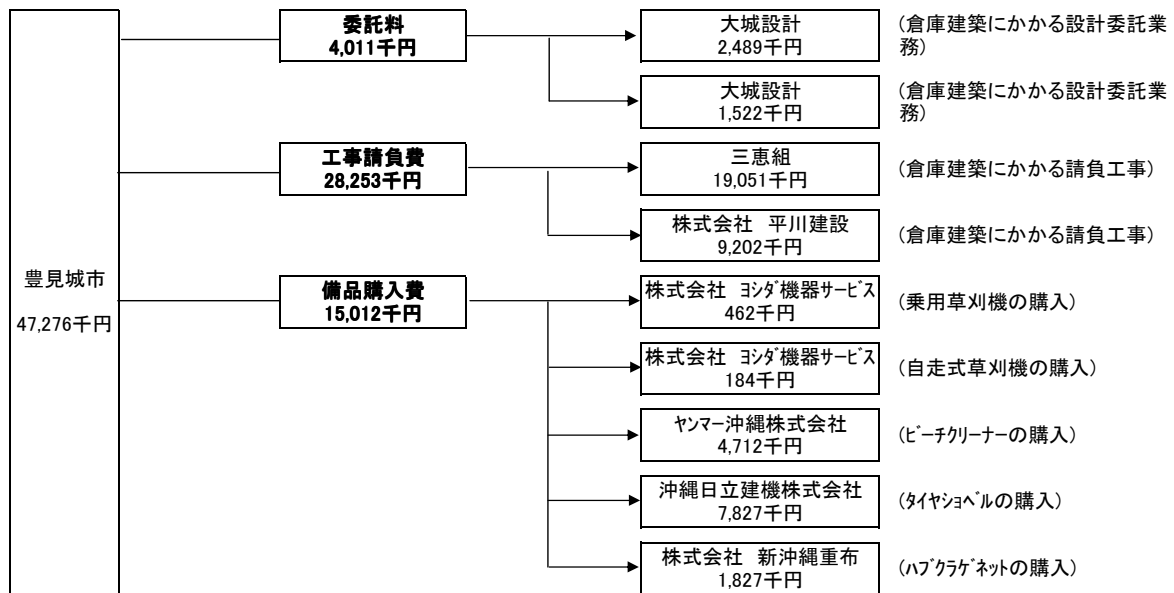 豊見城市
47,276千円
委託料
4,011千円
大城設計
2,489千円
(倉庫建築にかかる設計委託業
務)
大城設計
1,522千円
(倉庫建築にかかる設計委託業
務)
工事請負費
28,253千円
三恵組
19,051千円
(倉庫建築にかかる請負工事)
株式会社 平川建設
9,202千円
(倉庫建築にかかる請負工事)
備品購入費
15,012千円
株式会社 ﾖｼﾀﾞ機器サービス
462千円
(乗用草刈機の購入)
株式会社 ﾖｼﾀﾞ機器サービス
184千円
(自走式草刈機の購入)
ヤンマー沖縄株式会社
4,712千円
(ﾋﾞｰﾁｸﾘｰﾅｰの購入)
沖縄日立建機株式会社
7,827千円
(ﾀｲﾔｼｮﾍﾞﾙの購入)
株式会社 新沖縄重布
1,827千円
(ﾊﾌﾞｸﾗｹﾞﾈｯﾄの購入)